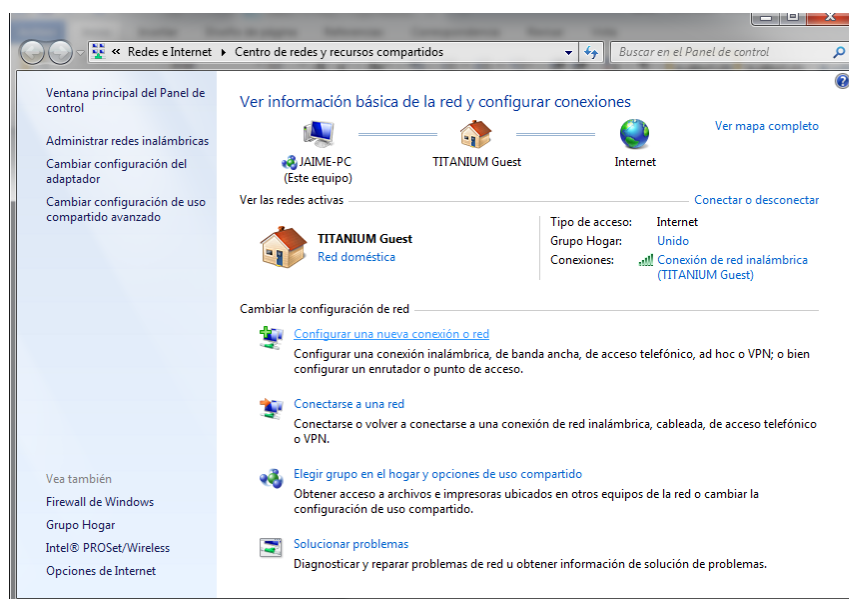 « Redes e Internet ▸ Centro de redes y recursos compartidos
Buscar en el Panel de control
Ventana principal del Panel de
control
Administrar redes inalámbricas
Cambiar configuración del
adaptador
Cambiar configuración de uso
compartido avanzado
Vea también
Firewall de Windows
Grupo Hogar
Intel® PROSet/Wireless
Opciones de Internet
Ver información básica de la red y configurar conexiones
Ver mapa completo
JAIME-PC
(Este equipo)
TITANIUM Guest
Internet
Ver las redes activas
Conectar o desconectar
TITANIUM Guest
Red doméstica
Tipo de acceso: Internet
Grupo Hogar: Unido
Conexiones: Conexión de red inalámbrica
(TITANIUM Guest)
Cambiar la configuración de red
Configurar una nueva conexión o red
Configurar una conexión inalámbrica, de banda ancha, de acceso telefónico, ad hoc o VPN; o bien
configurar un enrutador o punto de acceso.
Conectarse a una red
Conectarse o volver a conectarse a una conexión de red inalámbrica, cableada, de acceso telefónico
o VPN.
Elegir grupo en el hogar y opciones de uso compartido
Obtener acceso a archivos e impresoras ubicados en otros equipos de la red o cambiar la
configuración de uso compartido.
Solucionar problemas
Diagnosticar y reparar problemas de red u obtener información de solución de problemas.